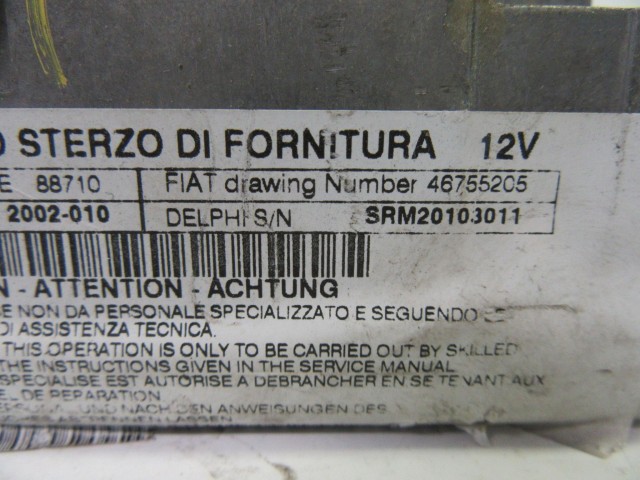 O STERZO DI FORNITURA 12V
E 88710 FIAT drawing Number 46755205
2002-010 DELPHI S/N SRM20103011
N - ATTENTION - ACHTUNG
SE NON DA PERSONALE SPECIALIZZATO E SEGUENDO LE
DI ASSISTENZA TECNICA.
THIS OPERATION IS ONLY TO BE CARRIED OUT BY SKILLED
THE INSTRUCTIONS GIVEN IN THE SERVICE MANUAL
SPECIALISE EST AUTORISE A DEBRANCHER EN SE TENANT AUX
DE REPARATION
UND NACH DEN ANWEISUNGEN DES